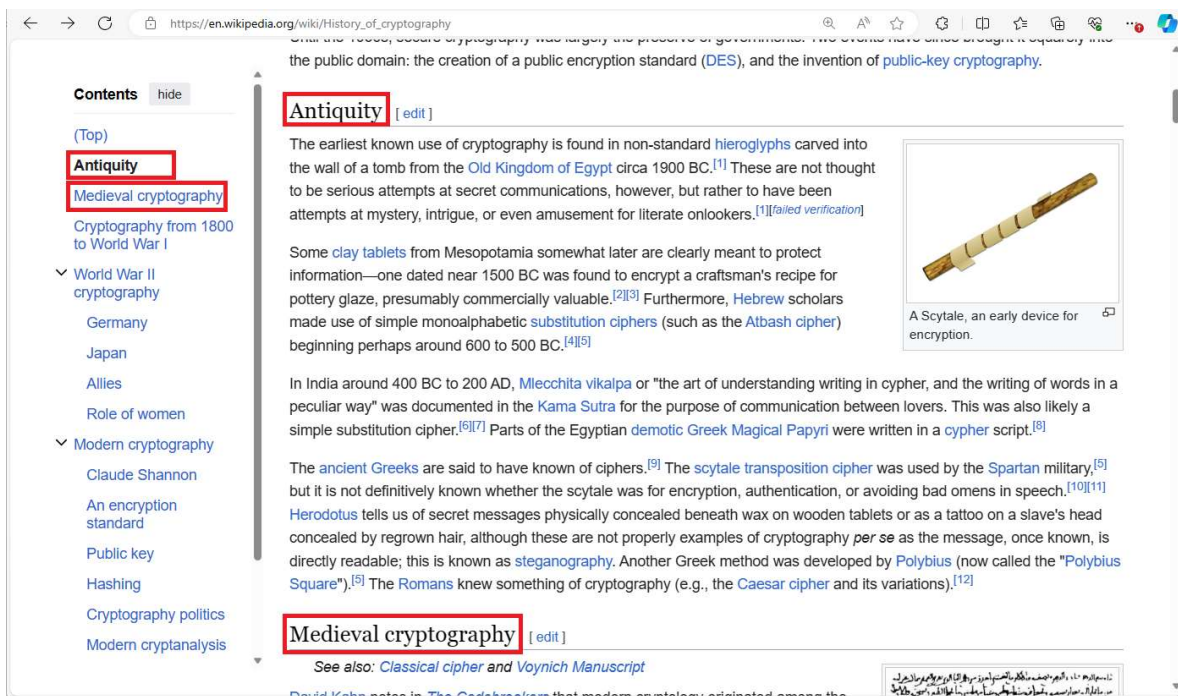 https://en.wikipedia.org/wiki/History_of_cryptography
the public domain: the creation of a public encryption standard (DES), and the invention of public-key cryptography.
Contents hide
(Top)
Antiquity
Medieval cryptography
Cryptography from 1800
to World War I
World War II
cryptography
Germany
Japan
Allies
Role of women
Modern cryptography
Claude Shannon
An encryption
standard
Public key
Hashing
Cryptography politics
Modern cryptanalysis
Antiquity [ edit ]
The earliest known use of cryptography is found in non-standard hieroglyphs carved into
the wall of a tomb from the Old Kingdom of Egypt circa 1900 BC.[1] These are not thought
to be serious attempts at secret communications, however, but rather to have been
attempts at mystery, intrigue, or even amusement for literate onlookers.[1][failed verification]
Some clay tablets from Mesopotamia somewhat later are clearly meant to protect
information—one dated near 1500 BC was found to encrypt a craftsman's recipe for
pottery glaze, presumably commercially valuable.[2][3] Furthermore, Hebrew scholars
made use of simple monoalphabetic substitution ciphers (such as the Atbash cipher)
beginning perhaps around 600 to 500 BC.[4][5]
A Scytale, an early device for
encryption.
In India around 400 BC to 200 AD, Mlecchita vikalpa or "the art of understanding writing in cypher, and the writing of words in a
peculiar way" was documented in the Kama Sutra for the purpose of communication between lovers. This was also likely a
simple substitution cipher.[6][7] Parts of the Egyptian demotic Greek Magical Papyri were written in a cypher script.[8]
The ancient Greeks are said to have known of ciphers.[9] The scytale transposition cipher was used by the Spartan military,[5]
but it is not definitively known whether the scytale was for encryption, authentication, or avoiding bad omens in speech.[10][11]
Herodotus tells us of secret messages physically concealed beneath wax on wooden tablets or as a tattoo on a slave's head
concealed by regrown hair, although these are not properly examples of cryptography per se as the message, once known, is
directly readable; this is known as steganography. Another Greek method was developed by Polybius (now called the "Polybius
Square").[5] The Romans knew something of cryptography (e.g., the Caesar cipher and its variations).[12]
Medieval cryptography [ edit ]
See also: Classical cipher and Voynich Manuscript
David Kahn notes in The Codebreakers that modern cryptology originated among the